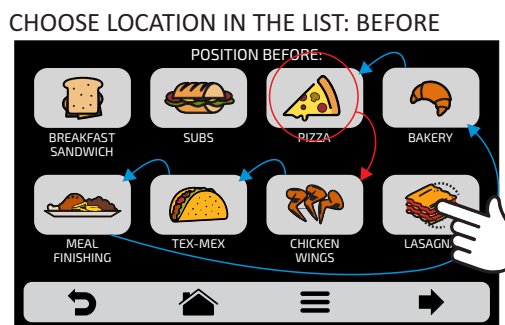 CHOOSE LOCATION IN THE LIST: BEFORE
POSITION BEFORE:
BREAKFAST
SANDWICH
SUBS
PIZZA
BAKERY
MEAL
FINISHING
TEX-MEX
CHICKEN
WINGS
LASAGNA